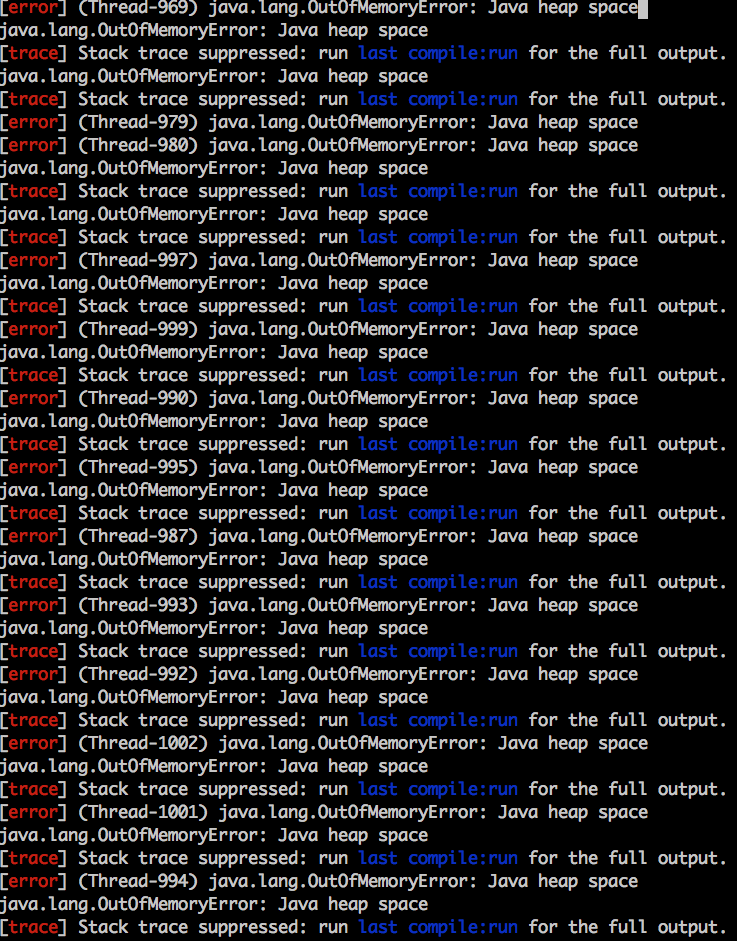 [error] (Thread-969) java.lang.OutOfMemoryError: Java heap space
java.lang.OutOfMemoryError: Java heap space
[trace] Stack trace suppressed: run last compile:run for the full output.
java.lang.OutOfMemoryError: Java heap space
[trace] Stack trace suppressed: run last compile:run for the full output.
[error] (Thread-979) java.lang.OutOfMemoryError: Java heap space
[error] (Thread-980) java.lang.OutOfMemoryError: Java heap space
java.lang.OutOfMemoryError: Java heap space
[trace] Stack trace suppressed: run last compile:run for the full output.
java.lang.OutOfMemoryError: Java heap space
[trace] Stack trace suppressed: run last compile:run for the full output.
[error] (Thread-997) java.lang.OutOfMemoryError: Java heap space
java.lang.OutOfMemoryError: Java heap space
[trace] Stack trace suppressed: run last compile:run for the full output.
[error] (Thread-999) java.lang.OutOfMemoryError: Java heap space
java.lang.OutOfMemoryError: Java heap space
[trace] Stack trace suppressed: run last compile:run for the full output.
[error] (Thread-990) java.lang.OutOfMemoryError: Java heap space
java.lang.OutOfMemoryError: Java heap space
[trace] Stack trace suppressed: run last compile:run for the full output.
[error] (Thread-995) java.lang.OutOfMemoryError: Java heap space
java.lang.OutOfMemoryError: Java heap space
[trace] Stack trace suppressed: run last compile:run for the full output.
[error] (Thread-987) java.lang.OutOfMemoryError: Java heap space
java.lang.OutOfMemoryError: Java heap space
[trace] Stack trace suppressed: run last compile:run for the full output.
[error] (Thread-993) java.lang.OutOfMemoryError: Java heap space
java.lang.OutOfMemoryError: Java heap space
[trace] Stack trace suppressed: run last compile:run for the full output.
[error] (Thread-992) java.lang.OutOfMemoryError: Java heap space
java.lang.OutOfMemoryError: Java heap space
[trace] Stack trace suppressed: run last compile:run for the full output.
[error] (Thread-1002) java.lang.OutOfMemoryError: Java heap space
java.lang.OutOfMemoryError: Java heap space
[trace] Stack trace suppressed: run last compile:run for the full output.
[error] (Thread-1001) java.lang.OutOfMemoryError: Java heap space
java.lang.OutOfMemoryError: Java heap space
[trace] Stack trace suppressed: run last compile:run for the full output.
[error] (Thread-994) java.lang.OutOfMemoryError: Java heap space
java.lang.OutOfMemoryError: Java heap space
[trace] Stack trace suppressed: run last compile:run for the full output.